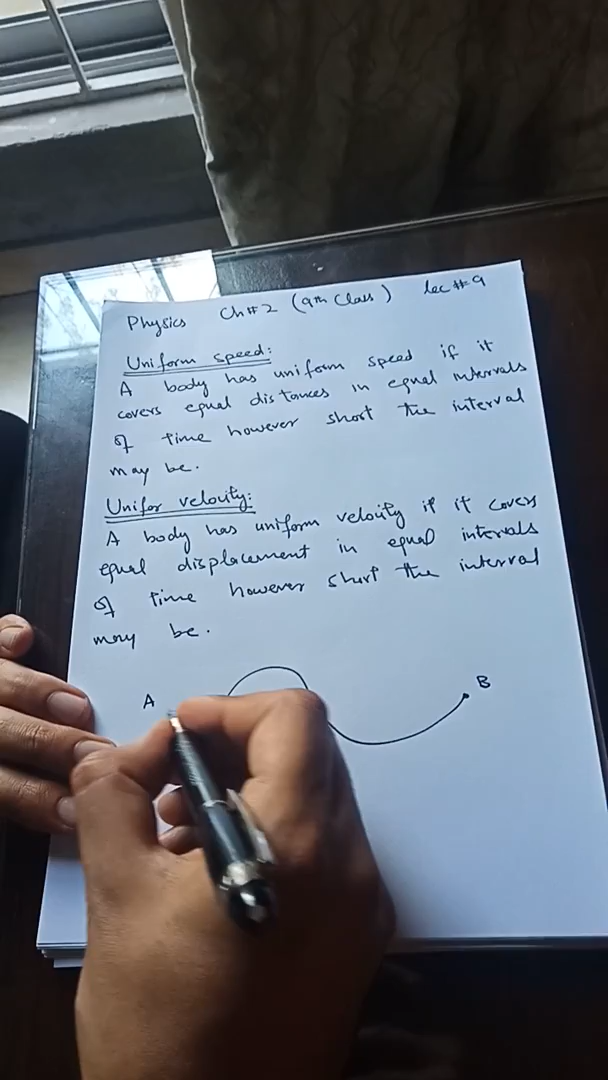 Physics Ch#2 (9th Class) Lec#9
Uniform speed:
A body has uniform speed if it
covers equal distances in equal intervals
of time however short the interval
may be.
Unifor velocity:
A body has uniform velocity if it covers
equal displacement in equal intervals
of time however short the interval
may be.
A B